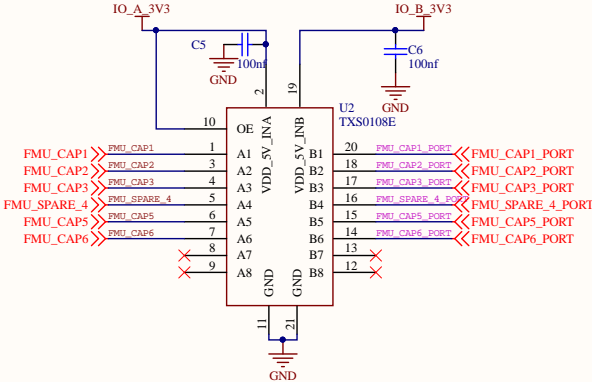 IO_A_3V3
IO_B_3V3
C5
100nf
GND
C6
100nf
GND
2
19
U2
TXS0108E
VDD_5V_INA
VDD_5V_INB
10 OE
FMU_CAP1 FMU_CAP1 1 A1 B1 20 FMU_CAP1_PORT FMU_CAP1_PORT
FMU_CAP2 FMU_CAP2 3 A2 B2 18 FMU_CAP2_PORT FMU_CAP2_PORT
FMU_CAP3 FMU_CAP3 4 A3 B3 17 FMU_CAP3_PORT FMU_CAP3_PORT
FMU_SPARE_4 FMU_SPARE_4 5 A4 B4 16 FMU_SPARE_4_PORT FMU_SPARE_4_PORT
FMU_CAP5 FMU_CAP5 6 A5 B5 15 FMU_CAP5_PORT FMU_CAP5_PORT
FMU_CAP6 FMU_CAP6 7 A6 B6 14 FMU_CAP6_PORT FMU_CAP6_PORT
8 A7 B7 13
9 A8 B8 12
GND
GND
11
21
GND